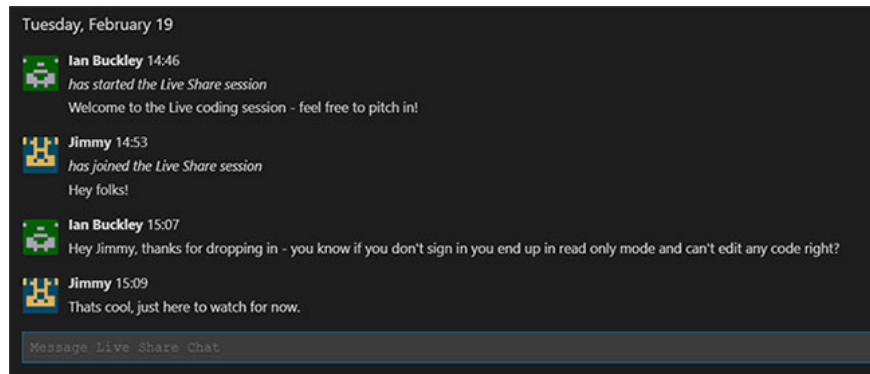 Tuesday, February 19
Ian Buckley 14:46
has started the Live Share session
Welcome to the Live coding session - feel free to pitch in!
Jimmy 14:53
has joined the Live Share session
Hey folks!
Ian Buckley 15:07
Hey Jimmy, thanks for dropping in - you know if you don't sign in you end up in read only mode and can't edit any code right?
Jimmy 15:09
Thats cool, just here to watch for now.
Message Live Share Chat